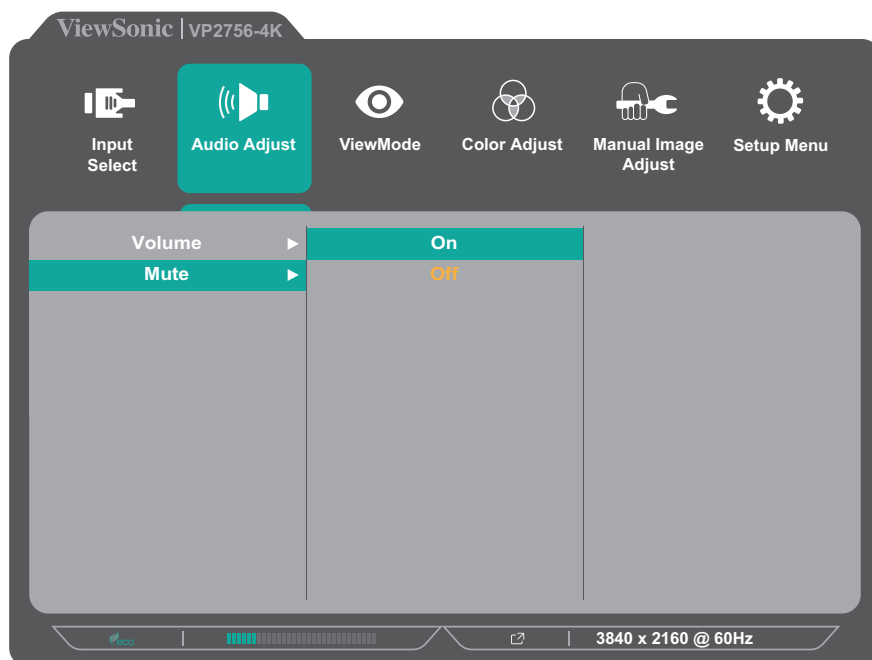 ViewSonic | VP2756-4K
Input Select
Audio Adjust
ViewMode
Color Adjust
Manual Image Adjust
Setup Menu
Volume
On
Mute
Off
eco
3840 x 2160 @ 60Hz